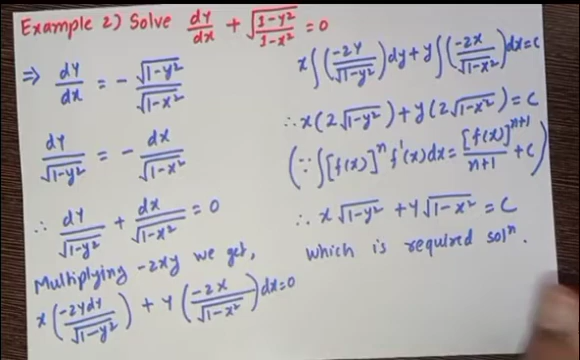 Example 2) Solve dy/dx + √(1-y²)/√(1-x²) = 0
⇒ dy/dx = - √(1-y²)/√(1-x²)
dy/√(1-y²) = - dx/√(1-x²)
∴ dy/√(1-y²) + dx/√(1-x²) = 0
Multiplying -2xy we get,
x(-2ydy/√(1-y²)) + y(-2x/√(1-x²))dx=0
x∫(-2y/√(1-y²))dy + y∫(-2x/√(1-x²))dx=c
∴ x(2√(1-y²)) + y(2√(1-x²)) = c
(∵ ∫[f(x)]ⁿ f'(x)dx = [f(x)]ⁿ⁺¹/n+1 + c)
∴ x√(1-y²) + y√(1-x²) = c
which is required solⁿ.